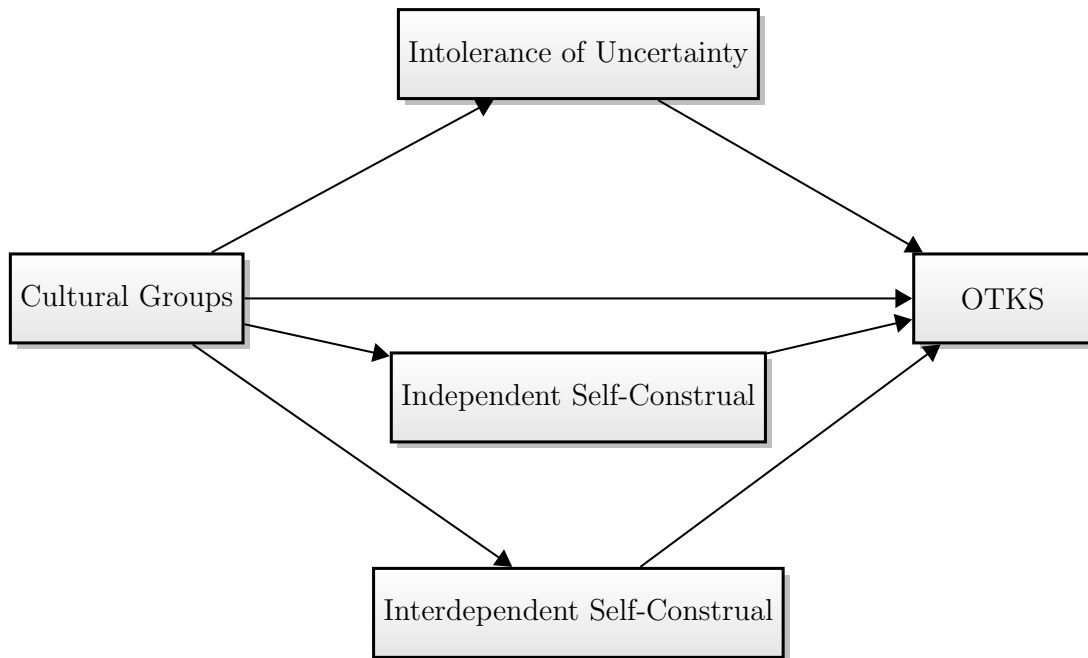 Intolerance of Uncertainty
Cultural Groups
OTKS
Independent Self-Construal
Interdependent Self-Construal